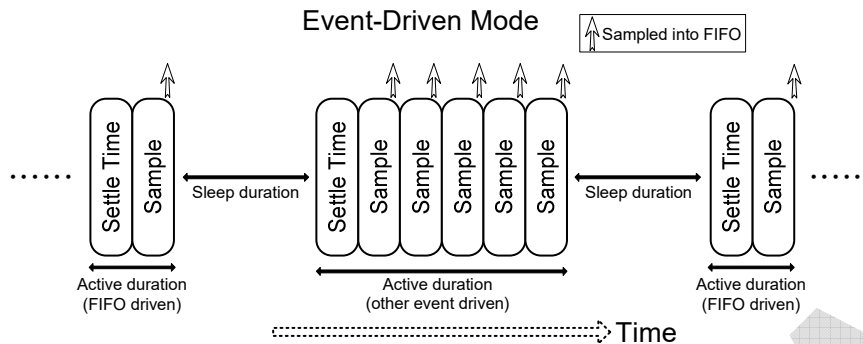 Event-Driven Mode
Sampled into FIFO
Settle Time
Sample
Settle Time
Sample
Sample
Sample
Sample
Sample
Settle Time
Sample
......
Sleep duration
Sleep duration
......
Active duration
(FIFO driven)
Active duration
(other event driven)
Active duration
(FIFO driven)
Time